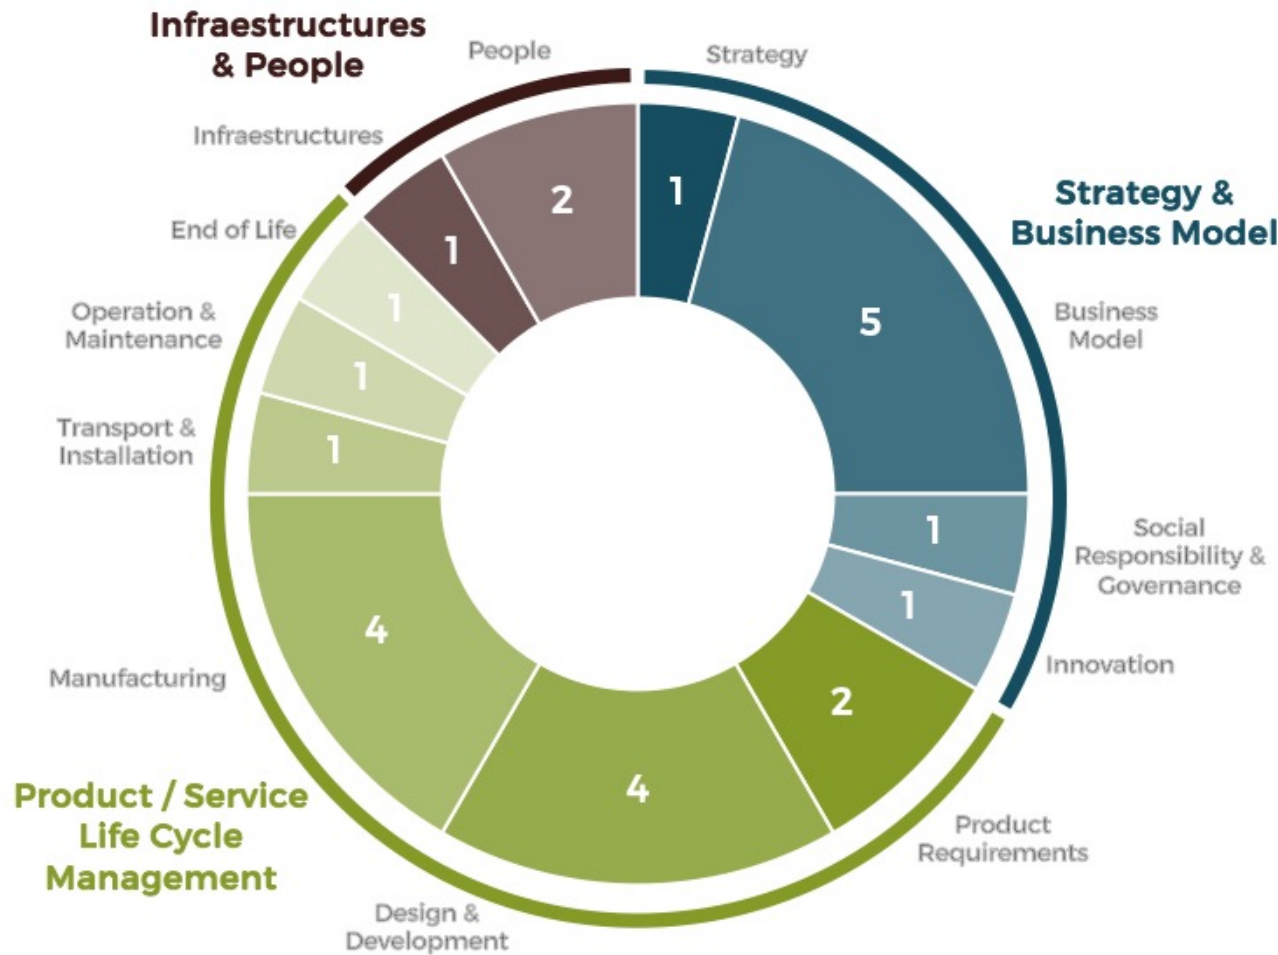 Infraestructures
& People
People
Strategy
Infraestructures
2
1
Strategy &
Business Model
End of Life
1
1
5
Operation &
Maintenance
Business
Model
1
Transport &
Installation
1
1
Social
Responsibility &
Governance
1
Innovation
4
Manufacturing
2
4
Product / Service
Life Cycle
Management
Product
Requirements
Design &
Development